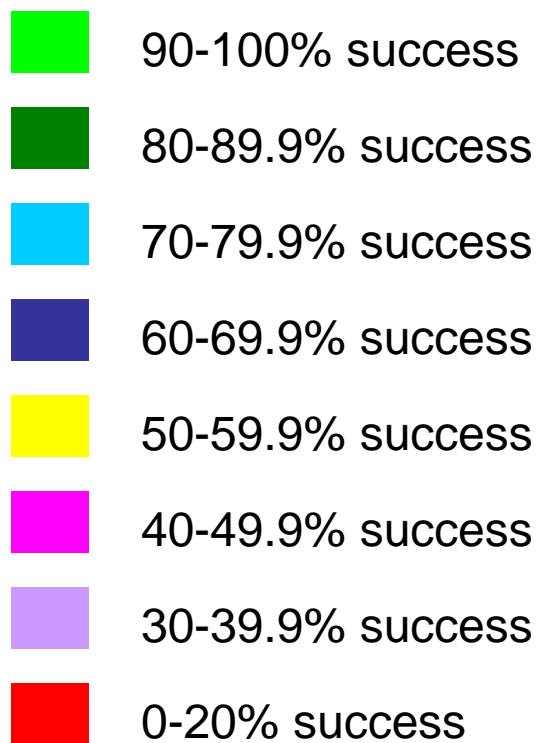 90-100% success
80-89.9% success
70-79.9% success
60-69.9% success
50-59.9% success
40-49.9% success
30-39.9% success
0-20% success